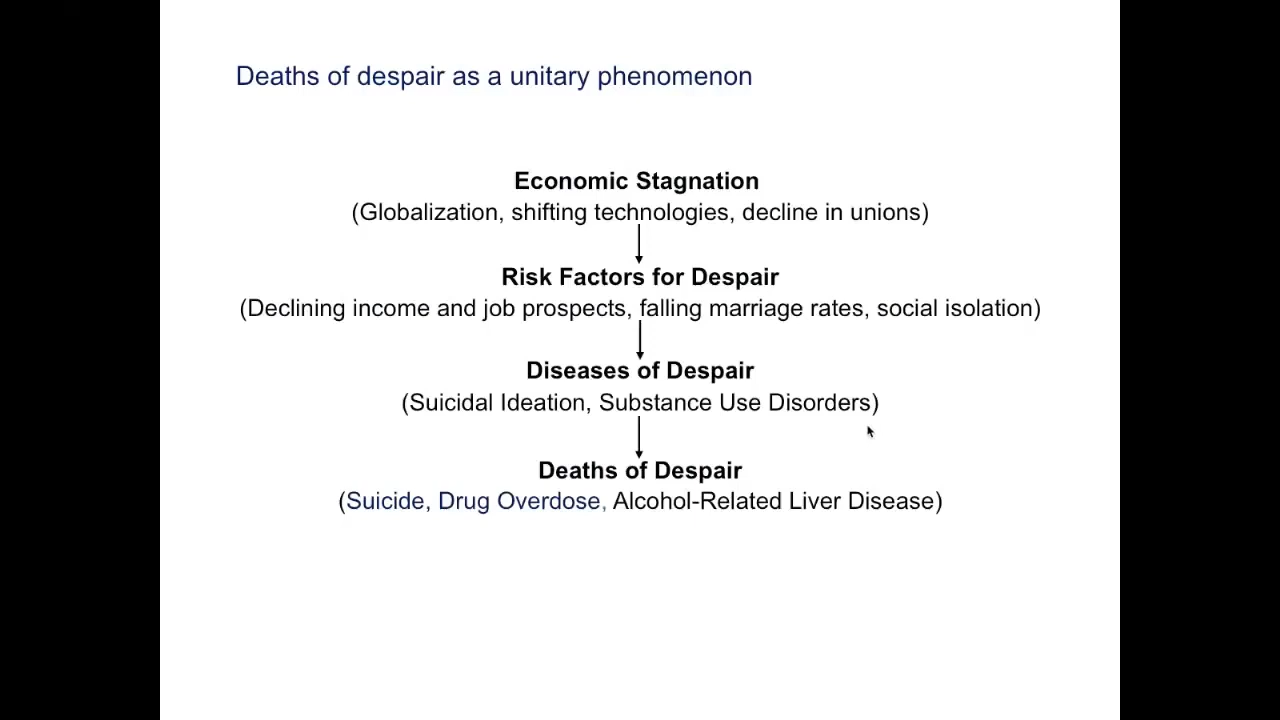 Deaths of despair as a unitary phenomenon
Economic Stagnation
(Globalization, shifting technologies, decline in unions)
Risk Factors for Despair
(Declining income and job prospects, falling marriage rates, social isolation)
Diseases of Despair
(Suicidal Ideation, Substance Use Disorders)
Deaths of Despair
(Suicide, Drug Overdose, Alcohol-Related Liver Disease)